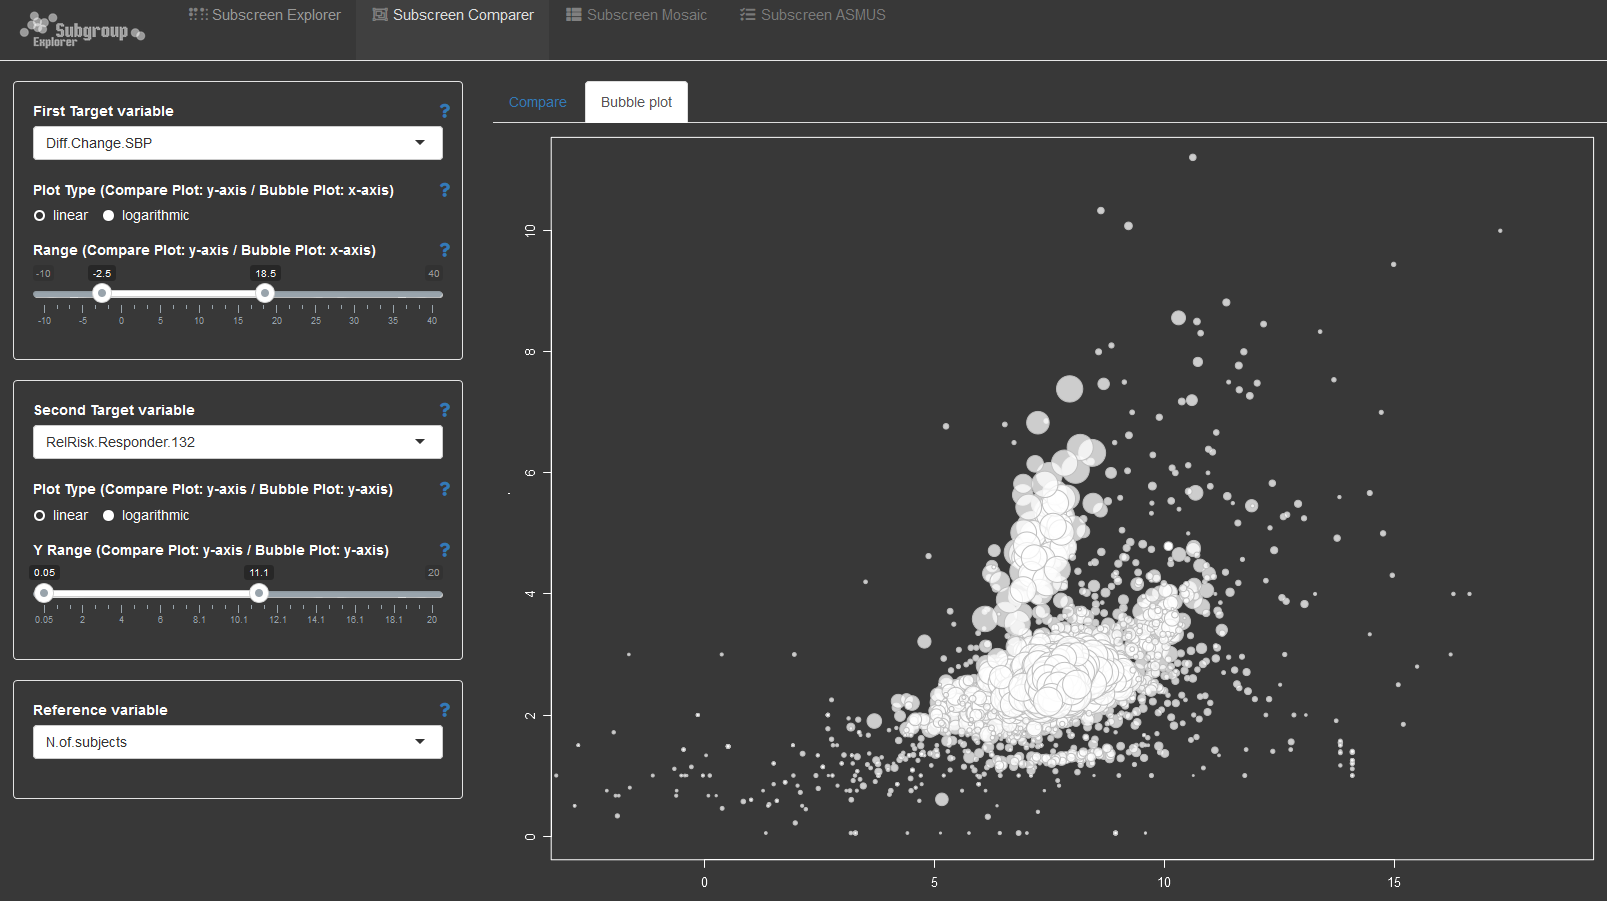 Subgroup
Explorer
Subscreen Explorer
Subscreen Comparer
Subscreen Mosaic
Subscreen ASMUS
First Target variable ?
Diff.Change.SBP
Plot Type (Compare Plot: y-axis / Bubble Plot: x-axis) ?
linear logarithmic
Range (Compare Plot: y-axis / Bubble Plot: x-axis) ?
-10 -2.5 18.5 40
-10 -5 0 5 10 15 20 25 30 35 40
Second Target variable ?
RelRisk.Responder.132
Plot Type (Compare Plot: y-axis / Bubble Plot: y-axis) ?
linear logarithmic
Y Range (Compare Plot: y-axis / Bubble Plot: y-axis) ?
0.05 11.1 20
0.05 2 4 6 8.1 10.1 12.1 14.1 16.1 18.1 20
Reference variable ?
N.of.subjects
Compare
Bubble plot
10
8
6
4
2
0
0 5 10 15